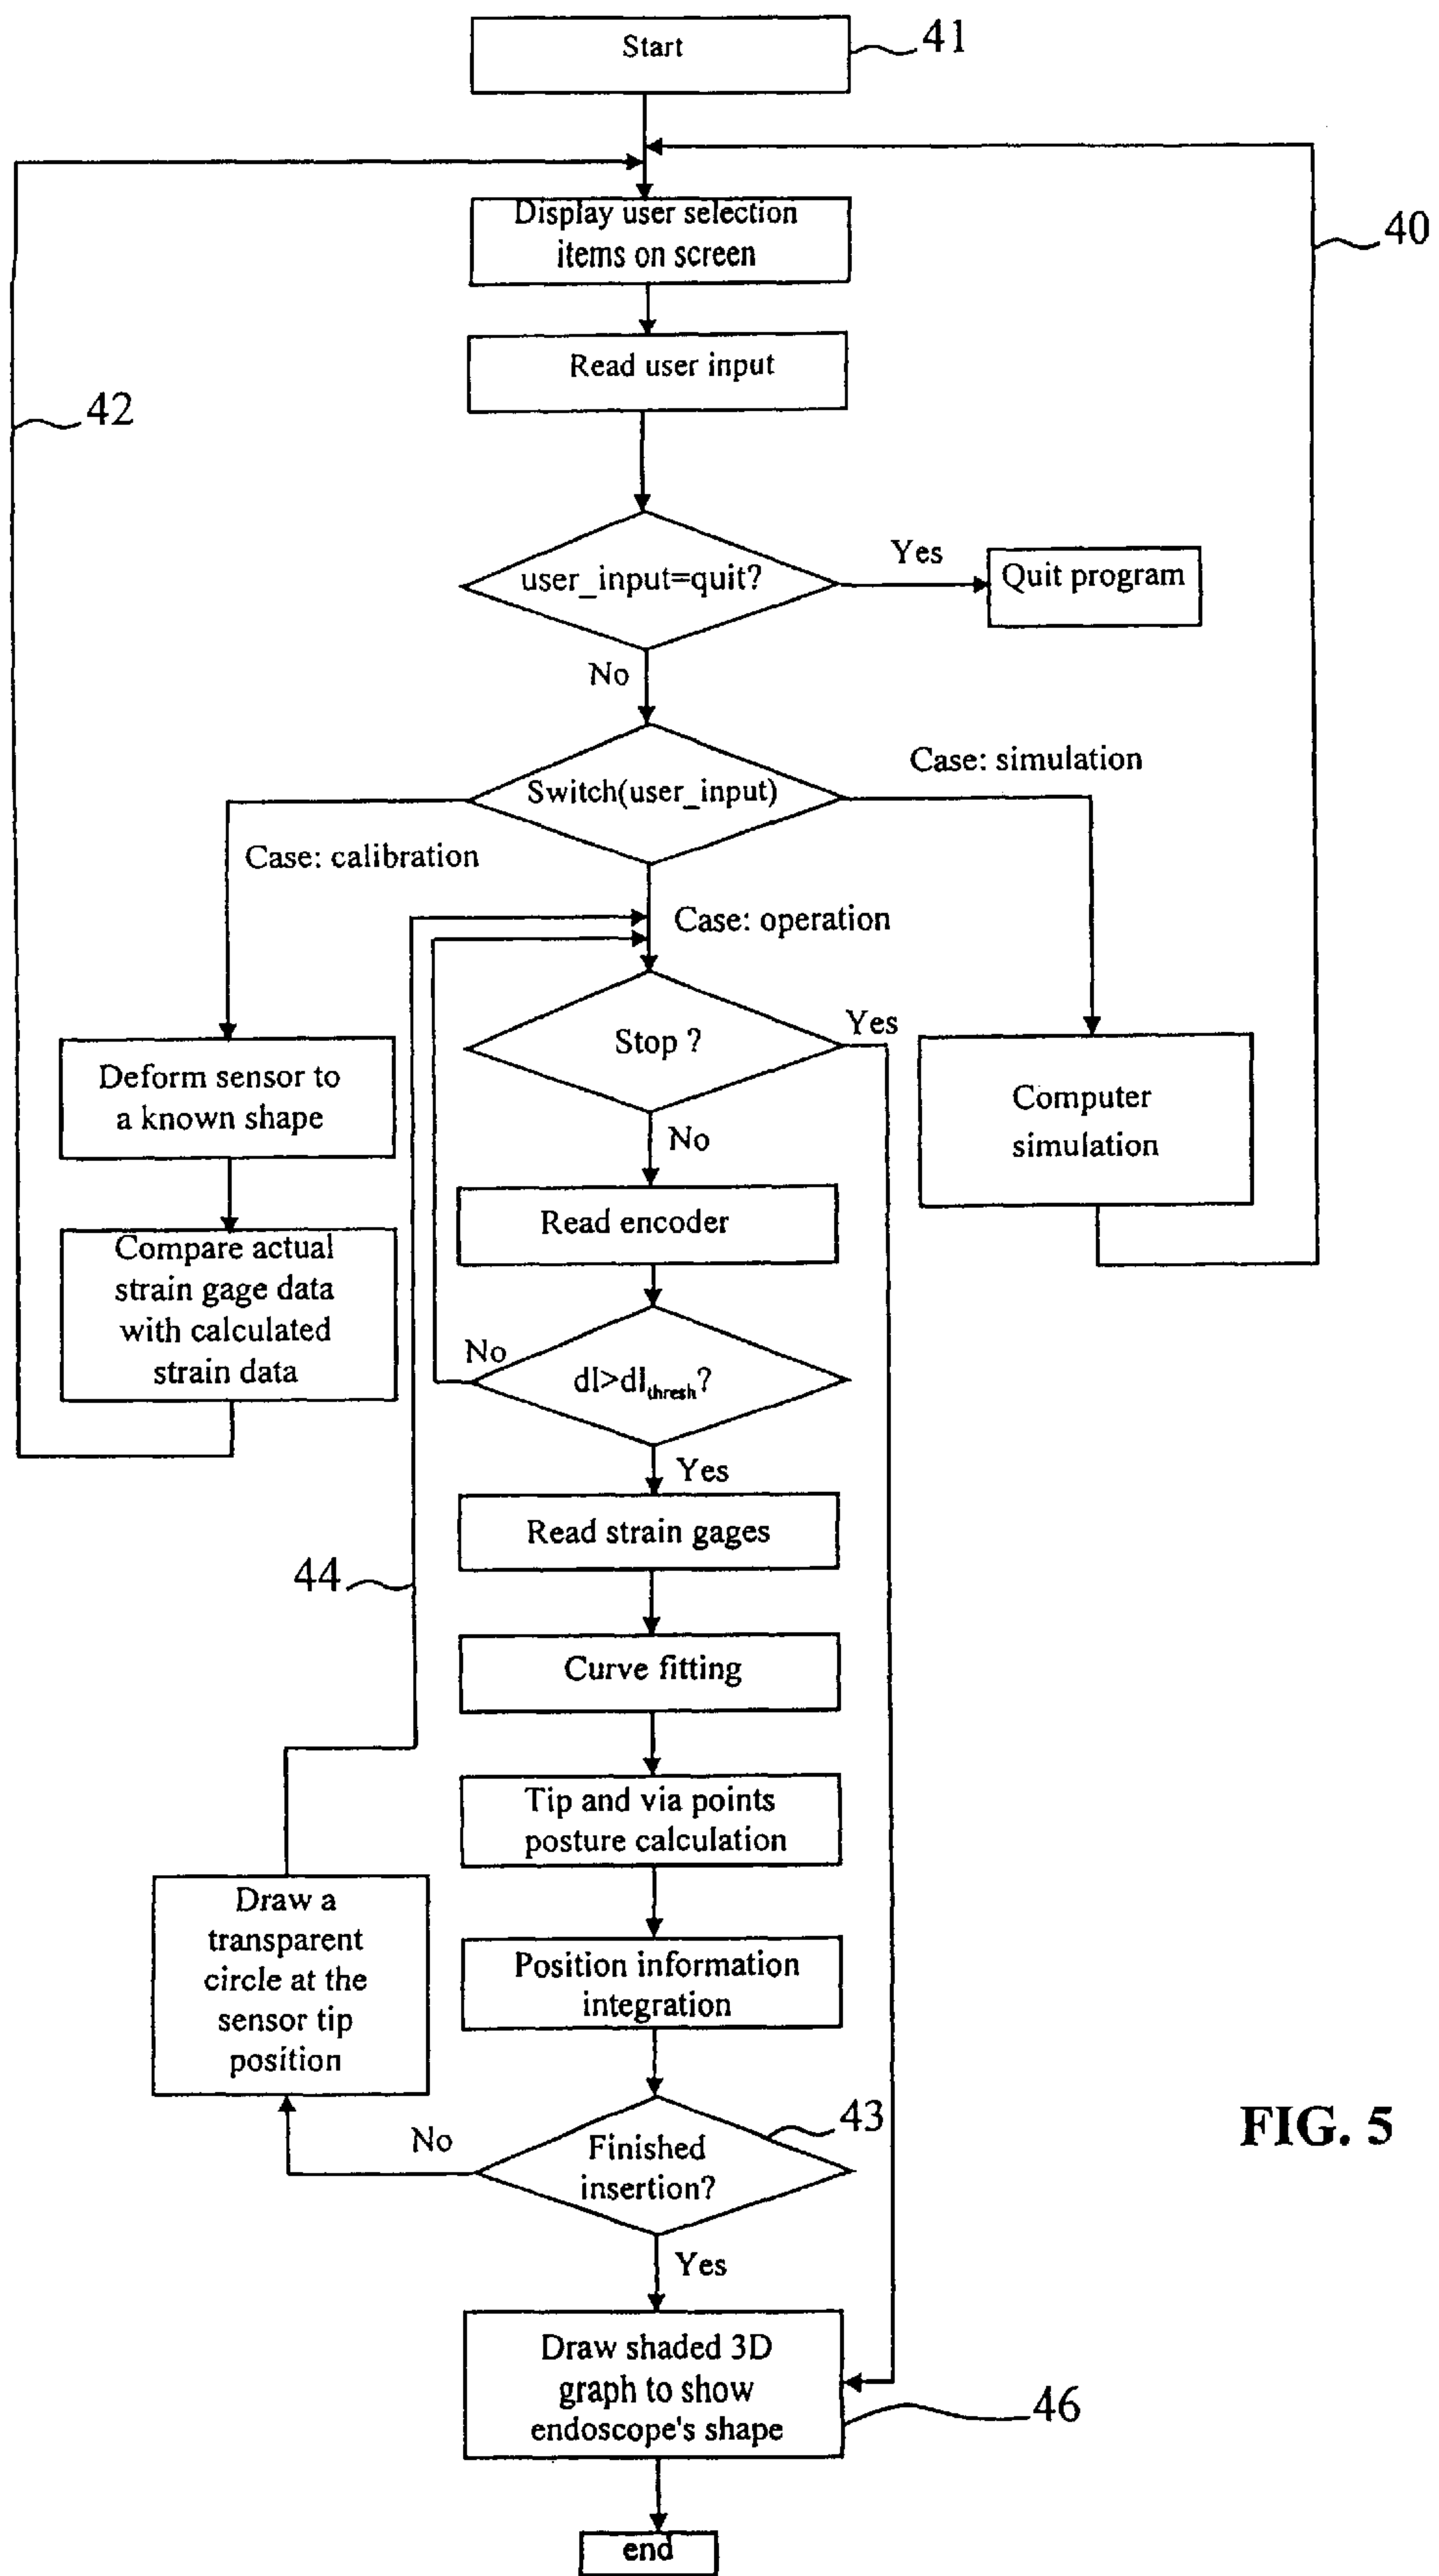 Start
41
Display user selection
items on screen
40
Read user input
42
user_input=quit?
Yes
Quit program
No
Switch(user_input)
Case: simulation
Case: calibration
Case: operation
Stop ?
Yes
Deform sensor to
a known shape
No
Computer
simulation
Read encoder
Compare actual
strain gage data
with calculated
strain data
No
dl>dl_thresh?
Yes
Read strain gages
44
Curve fitting
Tip and via points
posture calculation
Draw a
transparent
circle at the
sensor tip
position
Position information
integration
43
No
Finished
insertion?
FIG. 5
Yes
Draw shaded 3D
graph to show
endoscope's shape
46
end